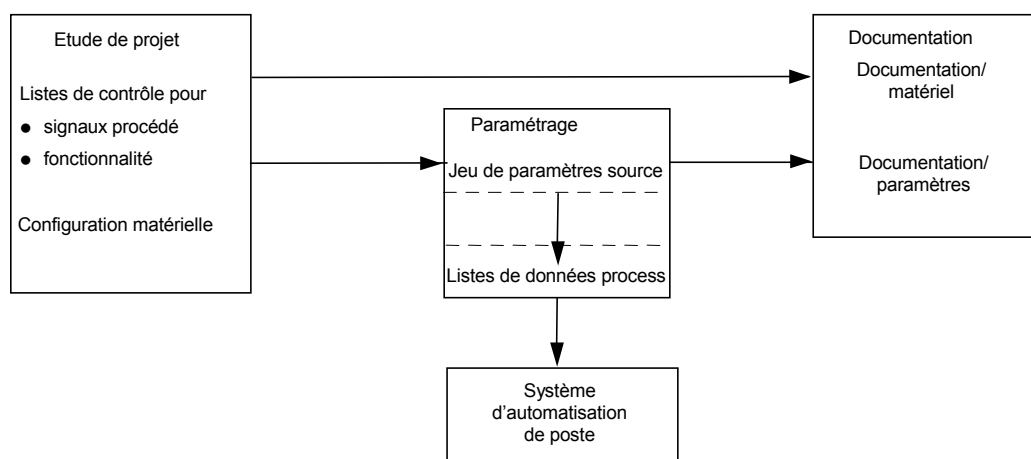 Etude de projet
Listes de contrôle pour
● signaux procédé
● fonctionnalité
Configuration matérielle
Paramétrage
Jeu de paramètres source
Listes de données process
Système
d'automatisation
de poste
Documentation
Documentation/
matériel
Documentation/
paramètres